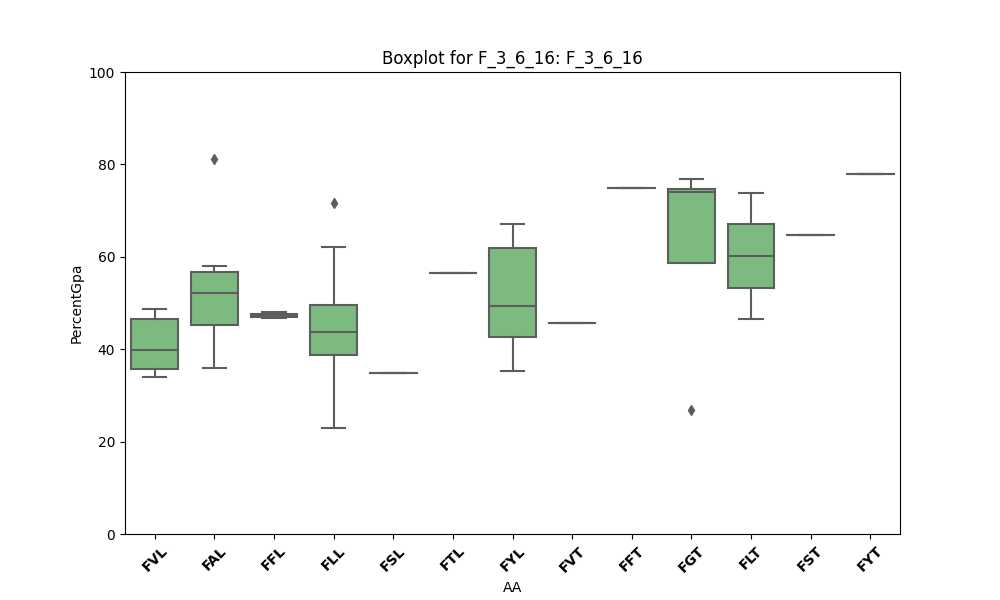 Boxplot for F_3_6_16: F_3_6_16
100
80
60
40
20
0
PercentGpa
FVL
FAL
FFL
FLL
FSL
FTL
FYL
FVT
FFT
FGT
FLT
FST
FYT
AA